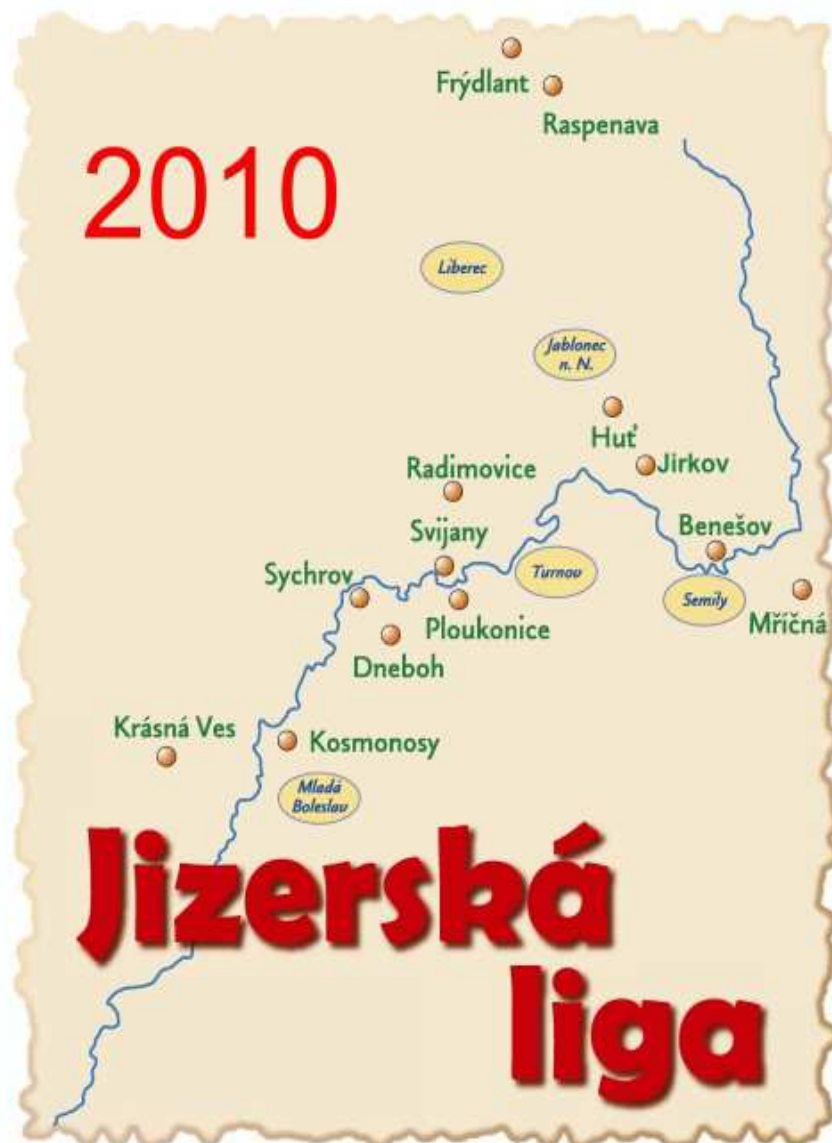 Frýdlant
Raspenava
2010
Liberec
Jablonec
n. N.
Huť
Jirkov
Radimovice
Svijany
Benešov
Sychrov
Turnov
Semily
Ploukonice
Mříčná
Dneboh
Krásná Ves
Kosmonosy
Mladá
Boleslav
Jizerská
liga